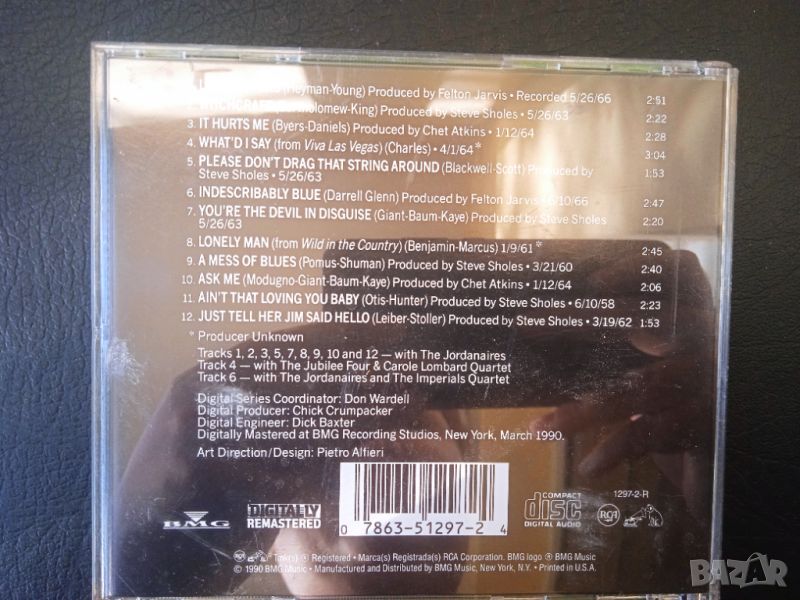 (Heyman-Young) Produced by Felton Jarvis • Recorded 5/26/66 2:51
2. WITCHCRAFT (Bartholomew-King) Produced by Steve Sholes • 5/26/63 2:22
3. IT HURTS ME (Byers-Daniels) Produced by Chet Atkins • 1/12/64 2:28
4. WHAT'D I SAY (from Viva Las Vegas) (Charles) • 4/1/64* 3:04
5. PLEASE DON'T DRAG THAT STRING AROUND (Blackwell-Scott) Produced by 1:53
Steve Sholes • 5/26/63
6. INDESCRIBABLY BLUE (Darrell Glenn) Produced by Felton Jarvis • 6/10/66 2:47
7. YOU'RE THE DEVIL IN DISGUISE (Giant-Baum-Kaye) Produced by Steve Sholes 2:20
5/26/63
8. LONELY MAN (from Wild in the Country) (Benjamin-Marcus) 1/9/61* 2:45
9. A MESS OF BLUES (Pomus-Shuman) Produced by Steve Sholes • 3/21/60 2:40
10. ASK ME (Modugno-Giant-Baum-Kaye) Produced by Chet Atkins • 1/12/64 2:06
11. AIN'T THAT LOVING YOU BABY (Otis-Hunter) Produced by Steve Sholes • 6/10/58 2:23
12. JUST TELL HER JIM SAID HELLO (Leiber-Stoller) Produced by Steve Sholes • 3/19/62 1:53
* Producer Unknown
Tracks 1, 2, 3, 5, 7, 8, 9, 10 and 12 — with The Jordanaires
Track 4 — with The Jubilee Four & Carole Lombard Quartet
Track 6 — with The Jordanaires and The Imperials Quartet
Digital Series Coordinator: Don Wardell
Digital Producer: Chick Crumpacker
Digital Engineer: Dick Baxter
Digitally Mastered at BMG Recording Studios, New York, March 1990.
Art Direction/Design: Pietro Alfieri
BMG
DIGITALLY
REMASTERED
0 7863-51297-2 4
COMPACT
disc
DIGITAL AUDIO
1297-2-R
RCA
Tmk(s) ® Registered • Marca(s) Registrada(s) RCA Corporation. BMG logo ® BMG Music
© 1990 BMG Music • Manufactured and Distributed by BMG Music, New York, N.Y. • Printed in U.S.A.
BAZAR